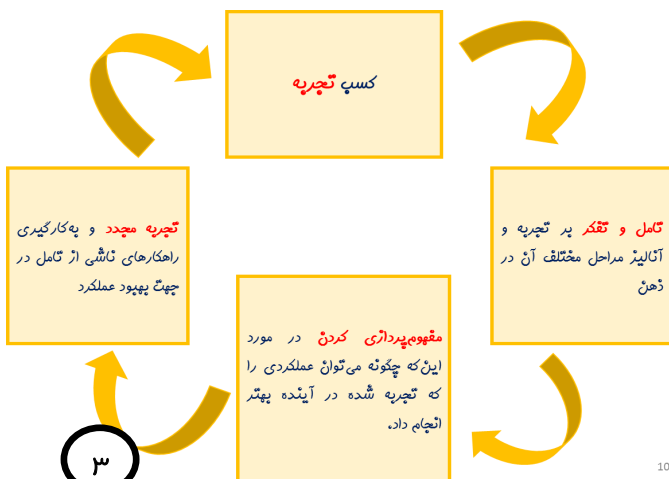 کسب تجربه
تامل و تفکر بر تجربه و
آنالیز مراحل مختلف آن در
ذهن
مفهوم‌پردازی کردن در مورد
این‌که چگونه می‌توان عملکردی را
که تجربه شده در آینده بهتر
انجام داد.
تجربه مجدد و به‌کارگیری
راهکارهای ناشی از تامل در
جهت بهبود عملکرد
۳
10